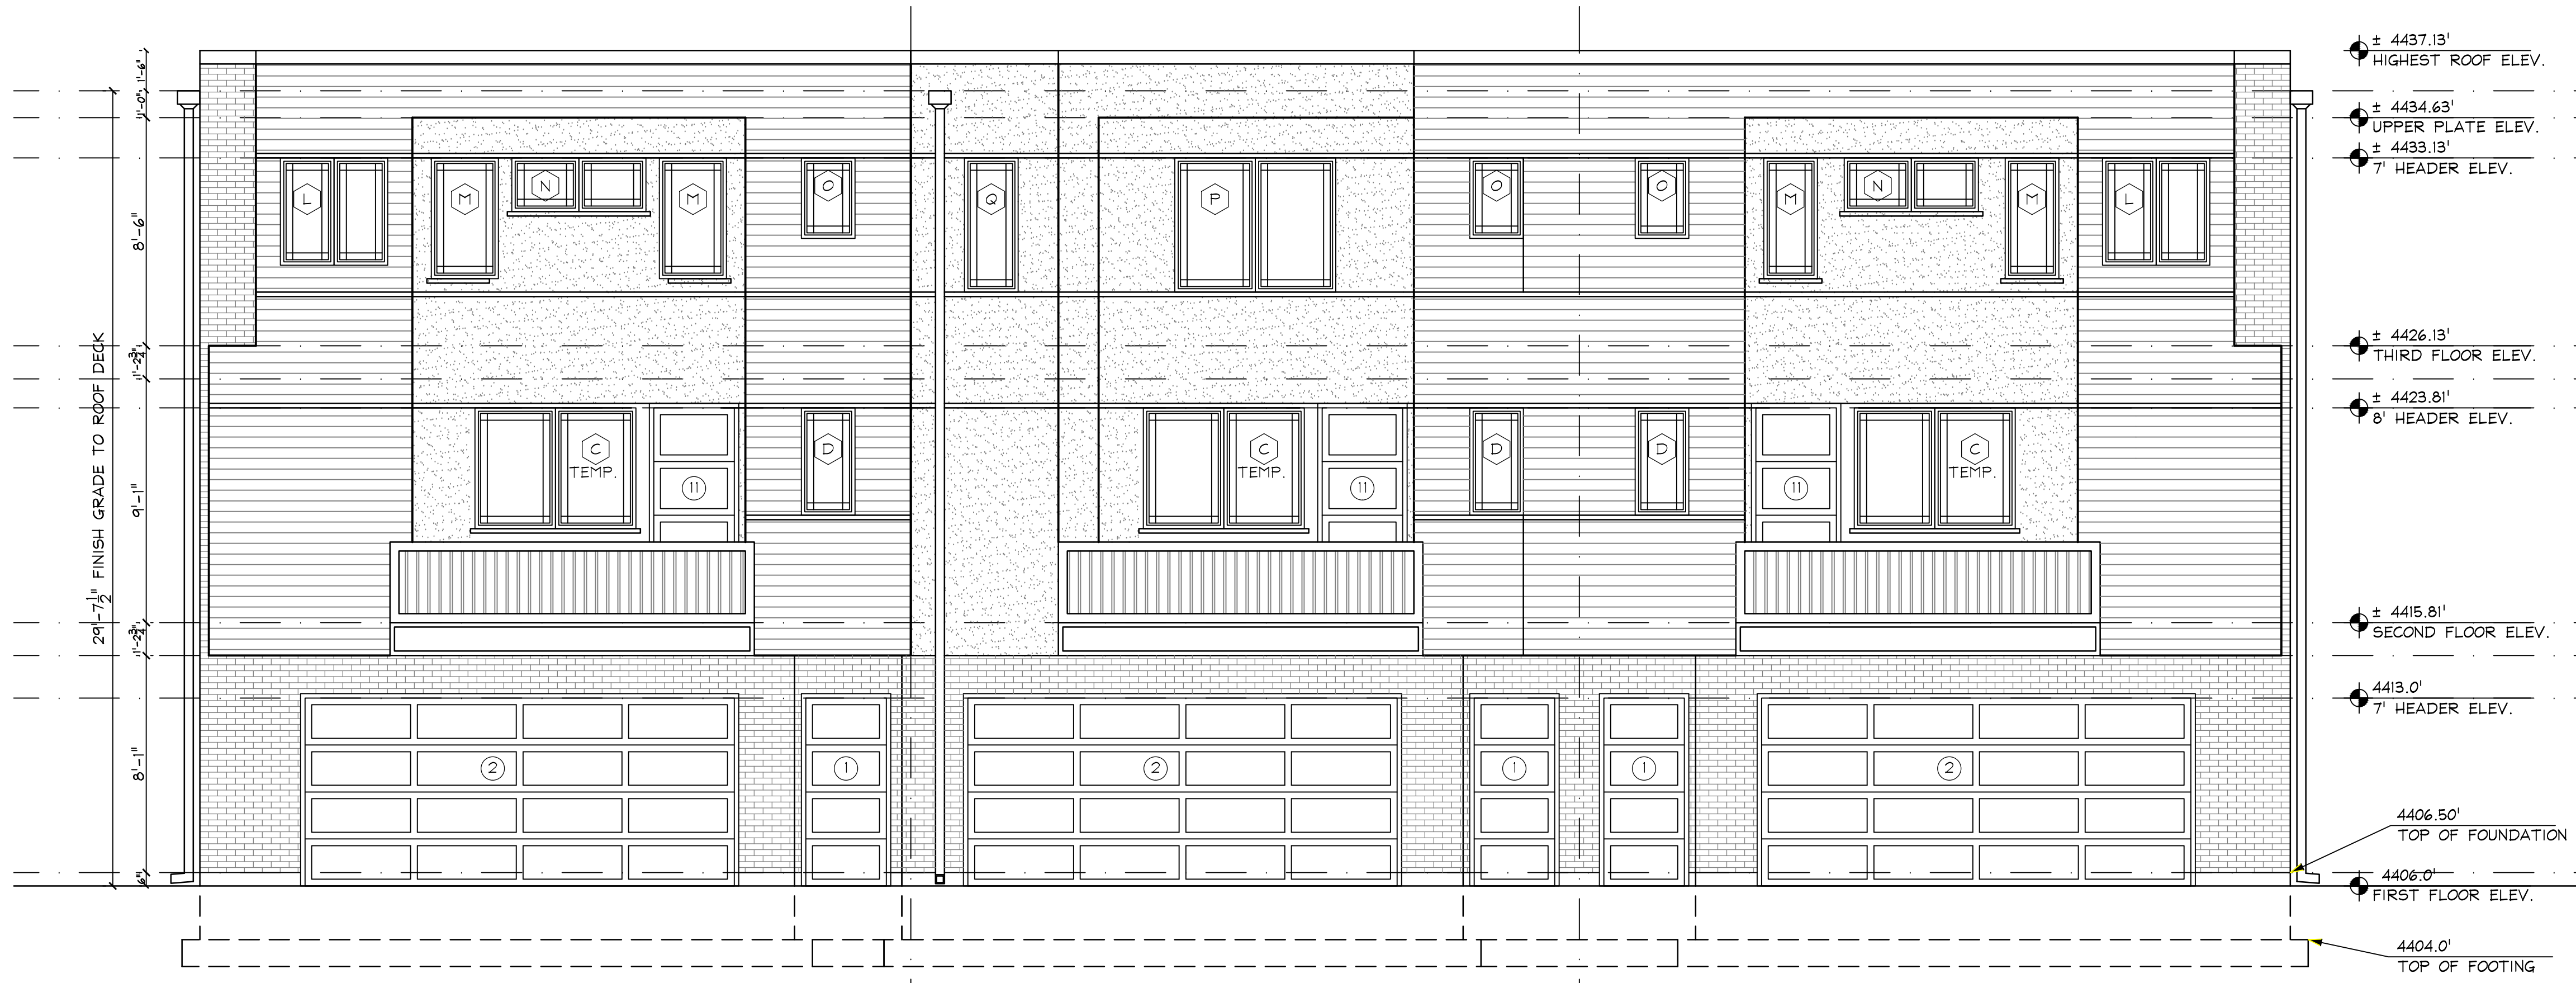 ± 4437.13'
HIGHEST ROOF ELEV.
± 4434.63'
UPPER PLATE ELEV.
± 4433.13'
7' HEADER ELEV.
± 4426.13'
THIRD FLOOR ELEV.
± 4423.81'
8' HEADER ELEV.
± 4415.81'
SECOND FLOOR ELEV.
4413.0'
7' HEADER ELEV.
4406.50'
TOP OF FOUNDATION
4406.0'
FIRST FLOOR ELEV.
4404.0'
TOP OF FOOTING
29'-7 1/2" FINISH GRADE TO ROOF DECK
1'-6"
1'-0"
8'-6"
1'-2 3/4"
9'-1"
1'-2 3/4"
8'-1"
6"
L M N M O Q P O O M N M L
C D C D D C
TEMP. TEMP. TEMP.
11 11 11
2 1 2 1 1 2